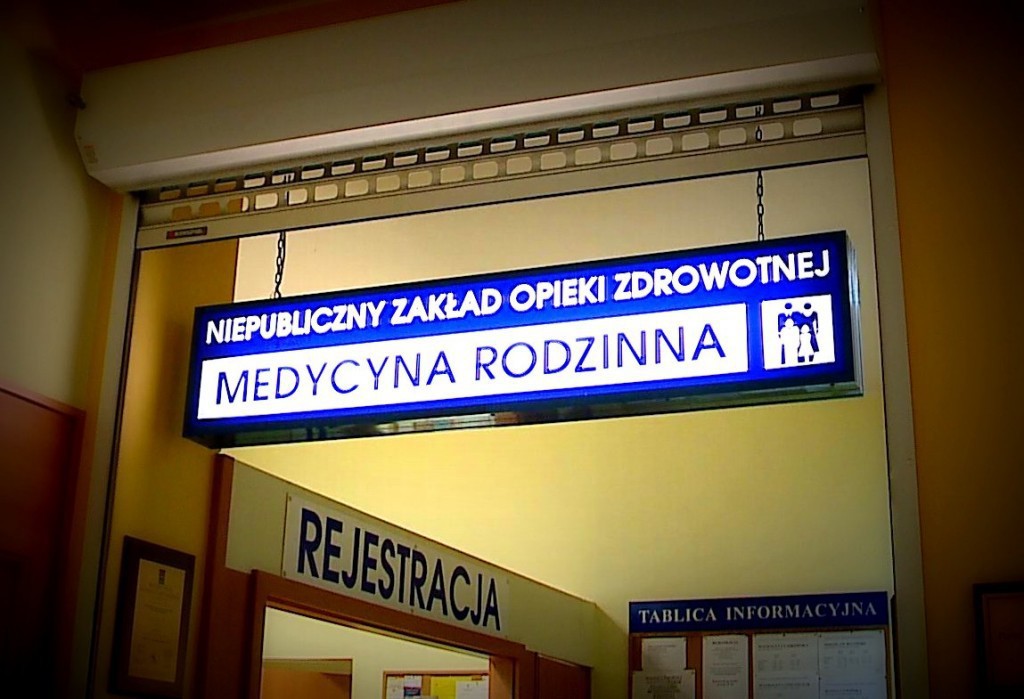 NIEPUBLICZNY ZAKŁAD OPIEKI ZDROWOTNEJ
MEDYCYNA RODZINNA
REJESTRACJA
TABLICA INFORMACYJNA